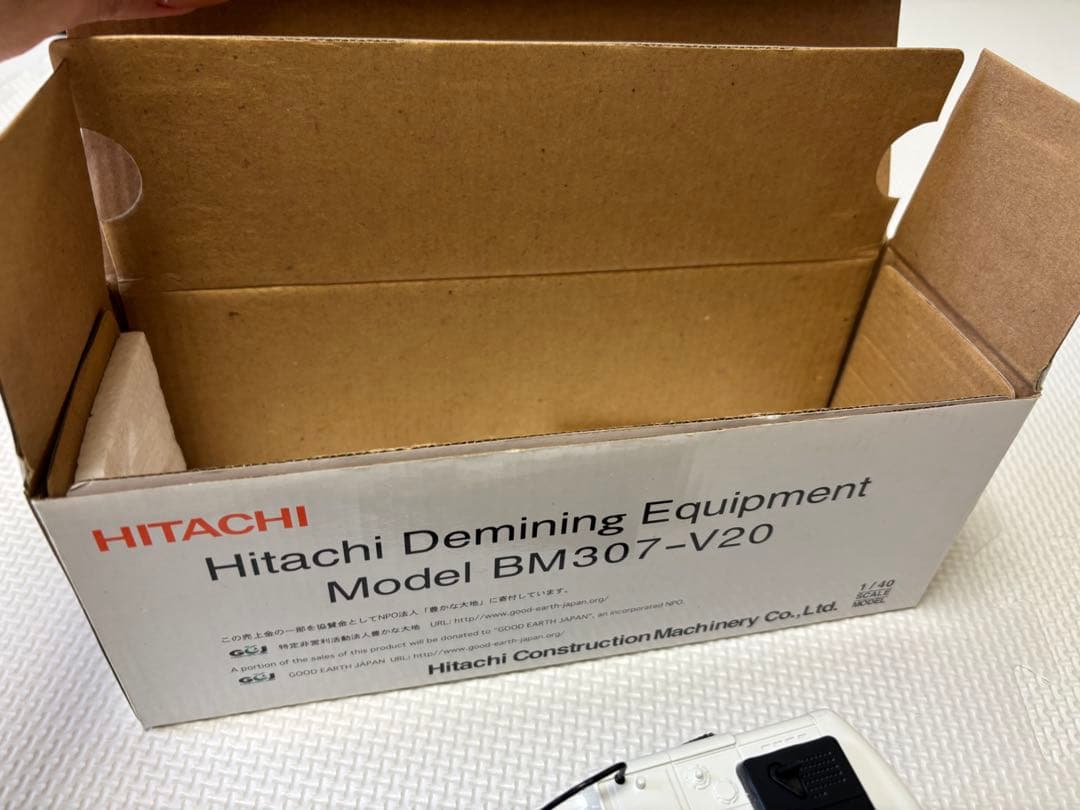 HITACHI
Hitachi Demining Equipment
Model BM307-V20
この売上金の一部を協賛金としてNPO法人「豊かな大地」に寄付しています。
GEJ 特定非営利活動法人豊かな大地 URL: http//www.good-earth-japan.org/
A portion of the sales of this product will be donated to "GOOD EARTH JAPAN", an incorporated NPO.
GEJ GOOD EARTH JAPAN URL: http//www.good-earth-japan.org/
1/40
SCALE
MODEL
Hitachi Construction Machinery Co.,Ltd.